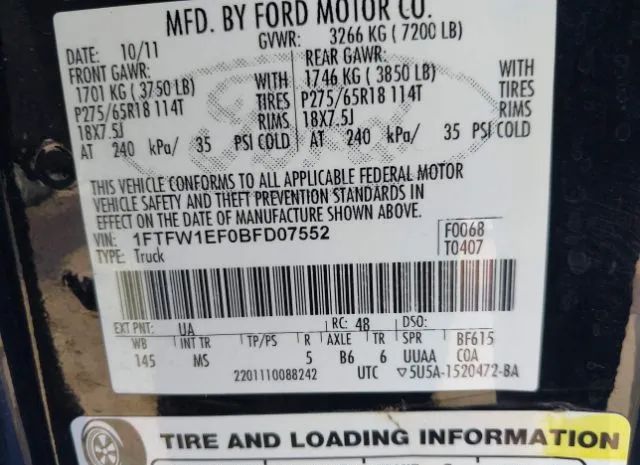 MFD. BY FORD MOTOR CO.
DATE: 10/11 GVWR: 3266 KG ( 7200 LB)
FRONT GAWR: REAR GAWR:
1701 KG ( 3750 LB) WITH 1746 KG ( 3850 LB) WITH
P275/65R18 114T TIRES P275/65R18 114T TIRES
18X7.5J RIMS 18X7.5J RIMS
AT 240 kPa/ 35 PSI COLD AT 240 kPa/ 35 PSI COLD
THIS VEHICLE CONFORMS TO ALL APPLICABLE FEDERAL MOTOR
VEHICLE SAFETY AND THEFT PREVENTION STANDARDS IN
EFFECT ON THE DATE OF MANUFACTURE SHOWN ABOVE.
VIN: 1FTFW1EF0BFD07552 F0068
TYPE: Truck T0407
EXT PNT: UA RC: 48 DSO:
WB INT TR TP/PS R AXLE TR SPR BF615
145 MS 5 B6 6 UUAA COA
2201110088242 UTC ▽5U5A-1520472-BA
TIRE AND LOADING INFORMATION